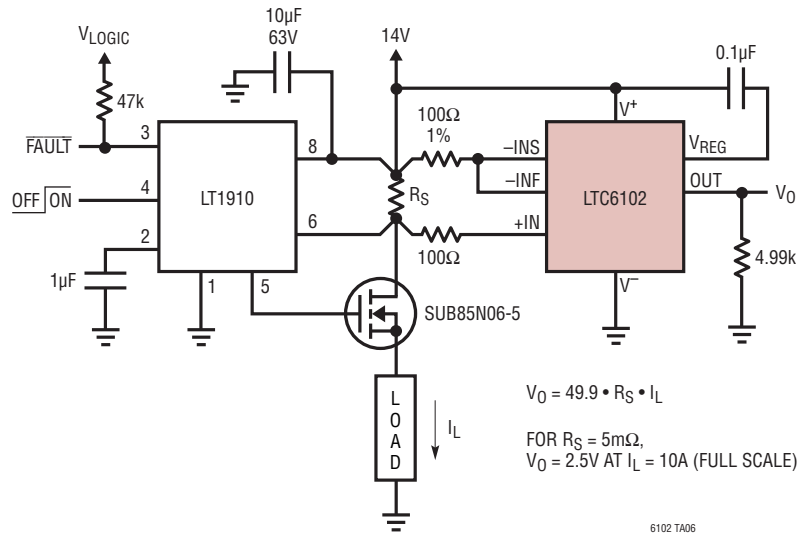 10µF
63V
14V
VLOGIC
0.1µF
47k
100Ω
1%
V+
3
8
FAULT
–INS
VREG
–INF
4
OUT
OFF ON
LT1910
RS
LTC6102
VO
2
6
+IN
4.99k
1µF
100Ω
1
5
V–
SUB85N06-5
LOAD
IL
VO = 49.9 • RS • IL
FOR RS = 5mΩ,
VO = 2.5V AT IL = 10A (FULL SCALE)
6102 TA06